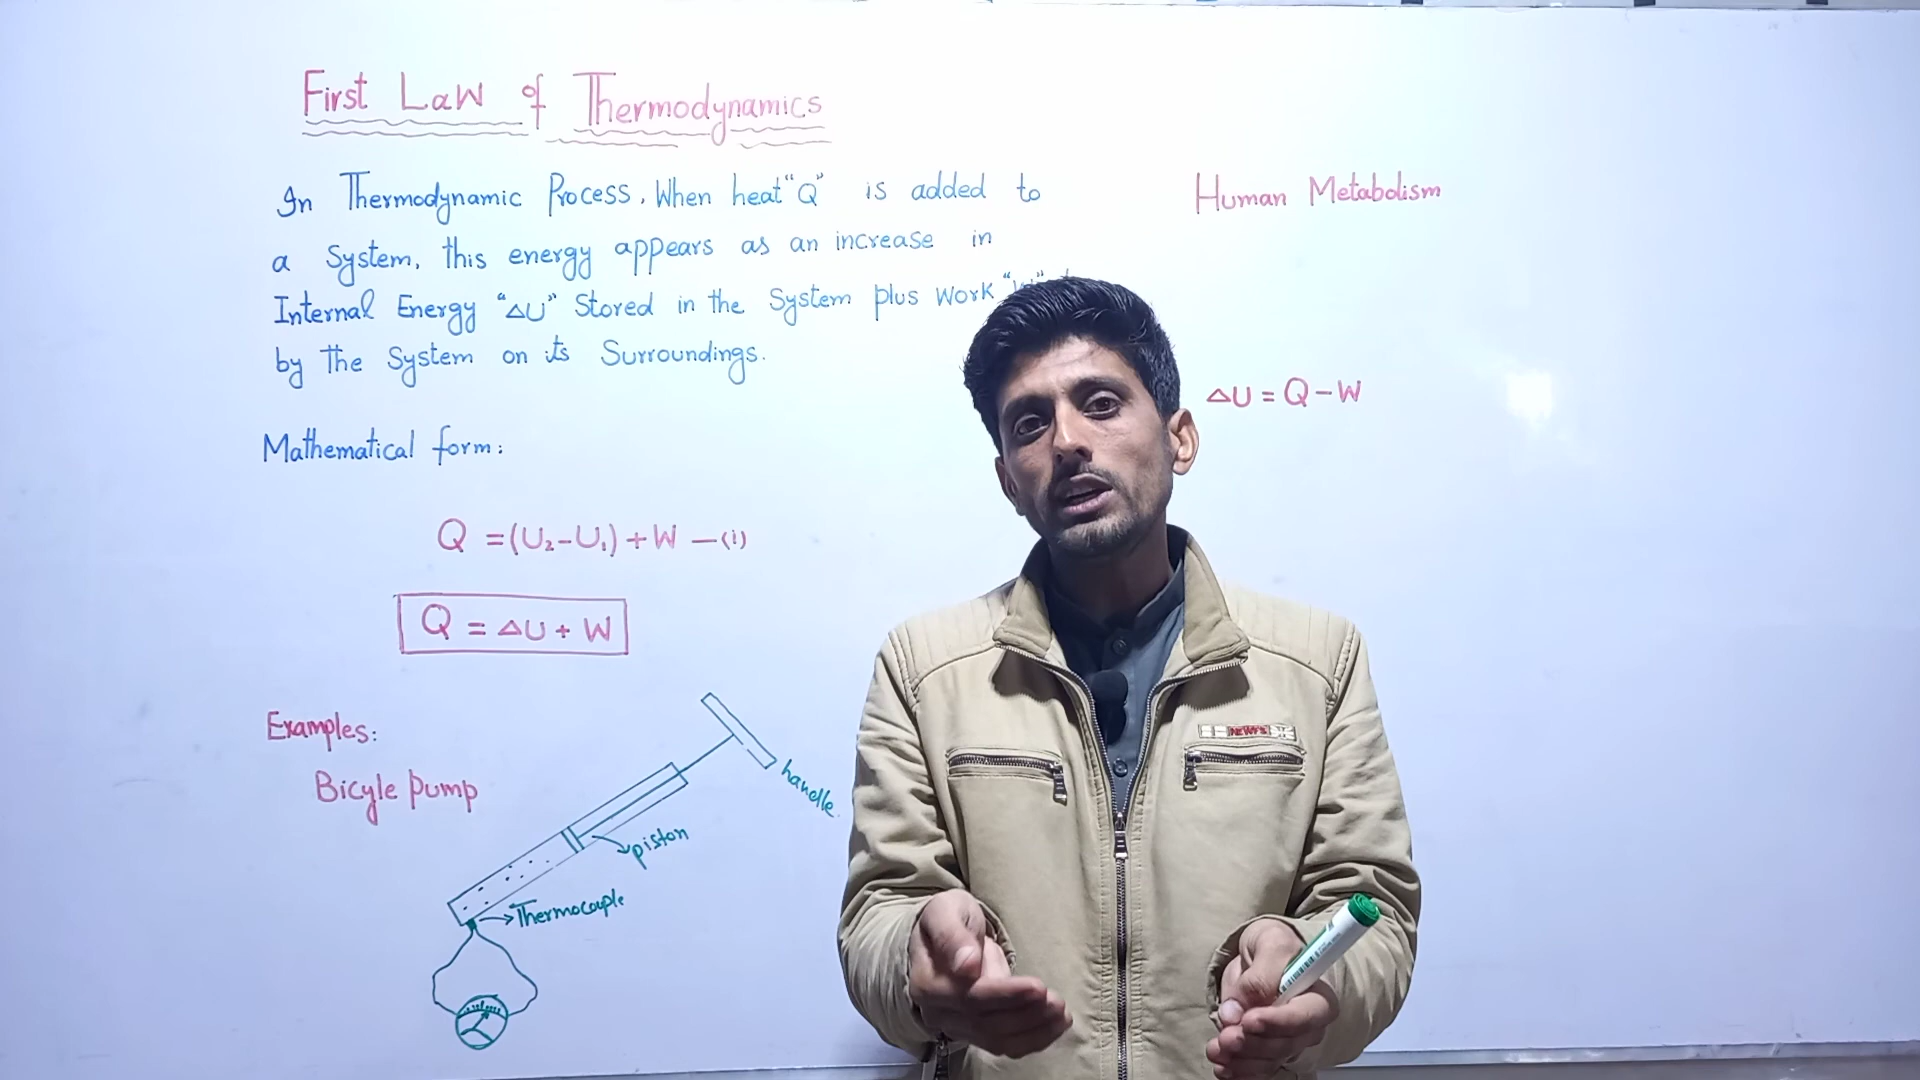 First Law of Thermodynamics
In Thermodynamic Process, When heat "Q" is added to
a System, this energy appears as an increase in
Internal Energy "ΔU" Stored in the System plus Work
by the System on its Surroundings.
Mathematical form:
Q = (U₂-U₁) + W —(1)
Q = ΔU + W
Examples:
Bicyle Pump
handle
piston
Thermocouple
Human Metabolism
ΔU = Q - W
NEWFS